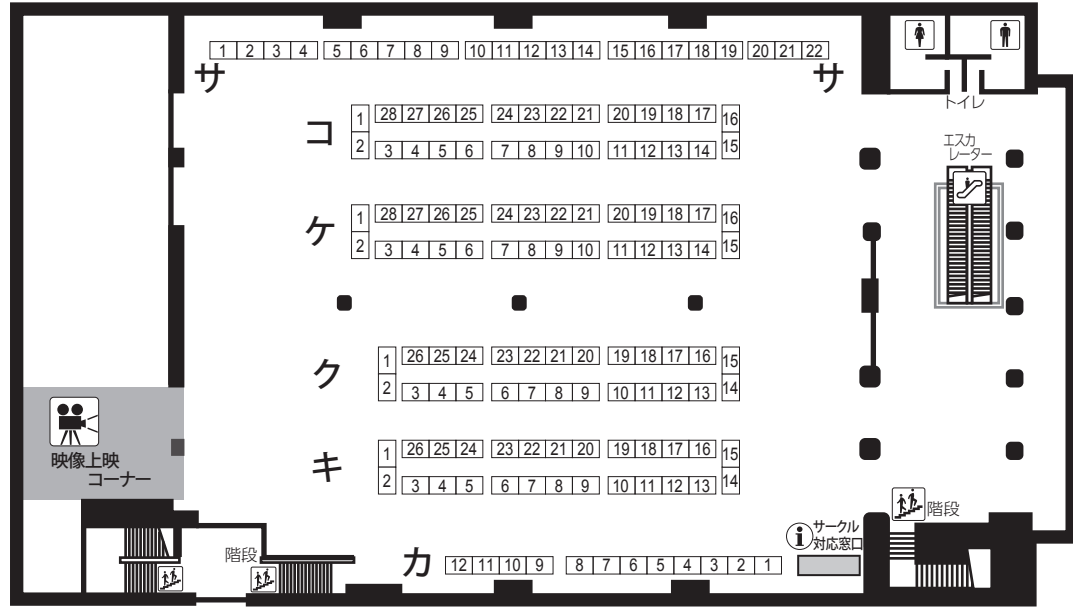 1 2 3 4 5 6 7 8 9 10 11 12 13 14 15 16 17 18 19 20 21 22
サ サ
トイレ
コ
1 28 27 26 25 24 23 22 21 20 19 18 17 16
2 3 4 5 6 7 8 9 10 11 12 13 14 15
エスカ
レーター
ケ
1 28 27 26 25 24 23 22 21 20 19 18 17 16
2 3 4 5 6 7 8 9 10 11 12 13 14 15
ク
1 26 25 24 23 22 21 20 19 18 17 16 15
2 3 4 5 6 7 8 9 10 11 12 13 14
映像上映
コーナー
キ
1 26 25 24 23 22 21 20 19 18 17 16 15
2 3 4 5 6 7 8 9 10 11 12 13 14
階段
サークル
対応窓口
階段
カ
12 11 10 9 8 7 6 5 4 3 2 1